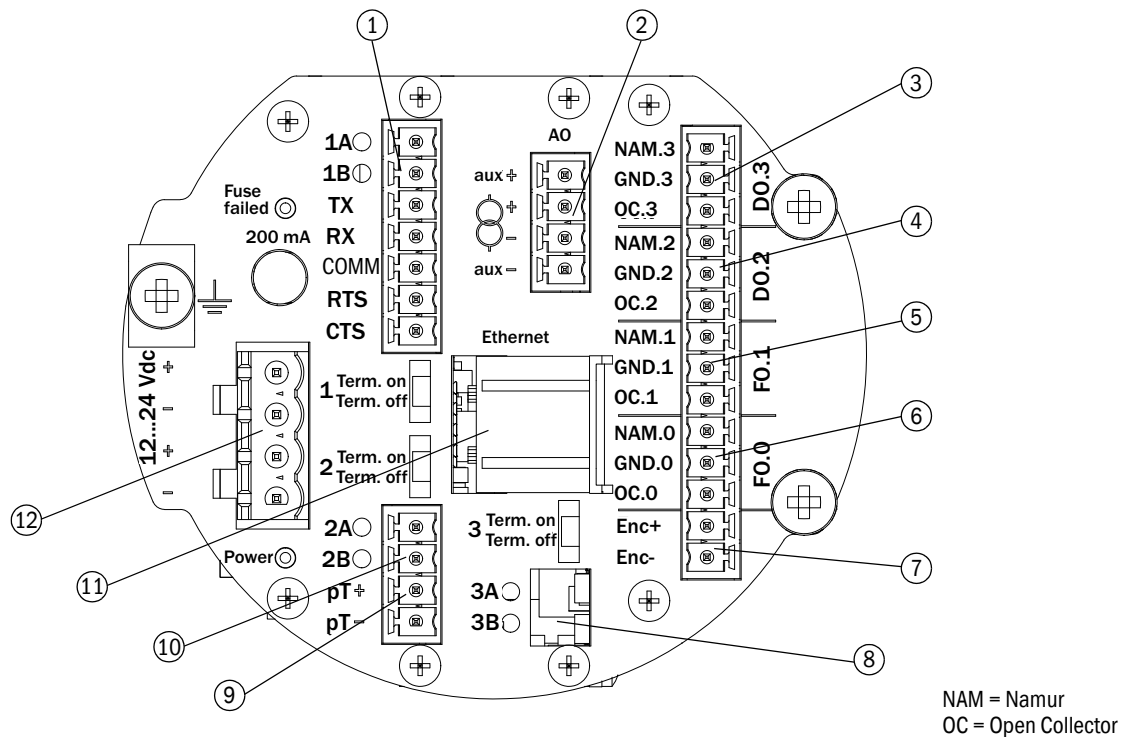 1
2
3
4
5
6
7
8
9
10
11
12
1A
1B
TX
RX
COMM
RTS
CTS
Fuse
failed
200 mA
AO
aux +
+
−
aux −
NAM.3
GND.3
OC.3
DO.3
NAM.2
GND.2
OC.2
DO.2
NAM.1
GND.1
OC.1
FO.1
NAM.0
GND.0
OC.0
FO.0
Enc+
Enc-
Ethernet
12...24 Vdc
+
−
+
−
1 Term. on
Term. off
2 Term. on
Term. off
3 Term. on
Term. off
2A
2B
pT+
pT−
Power
3A
3B
NAM = Namur
OC = Open Collector